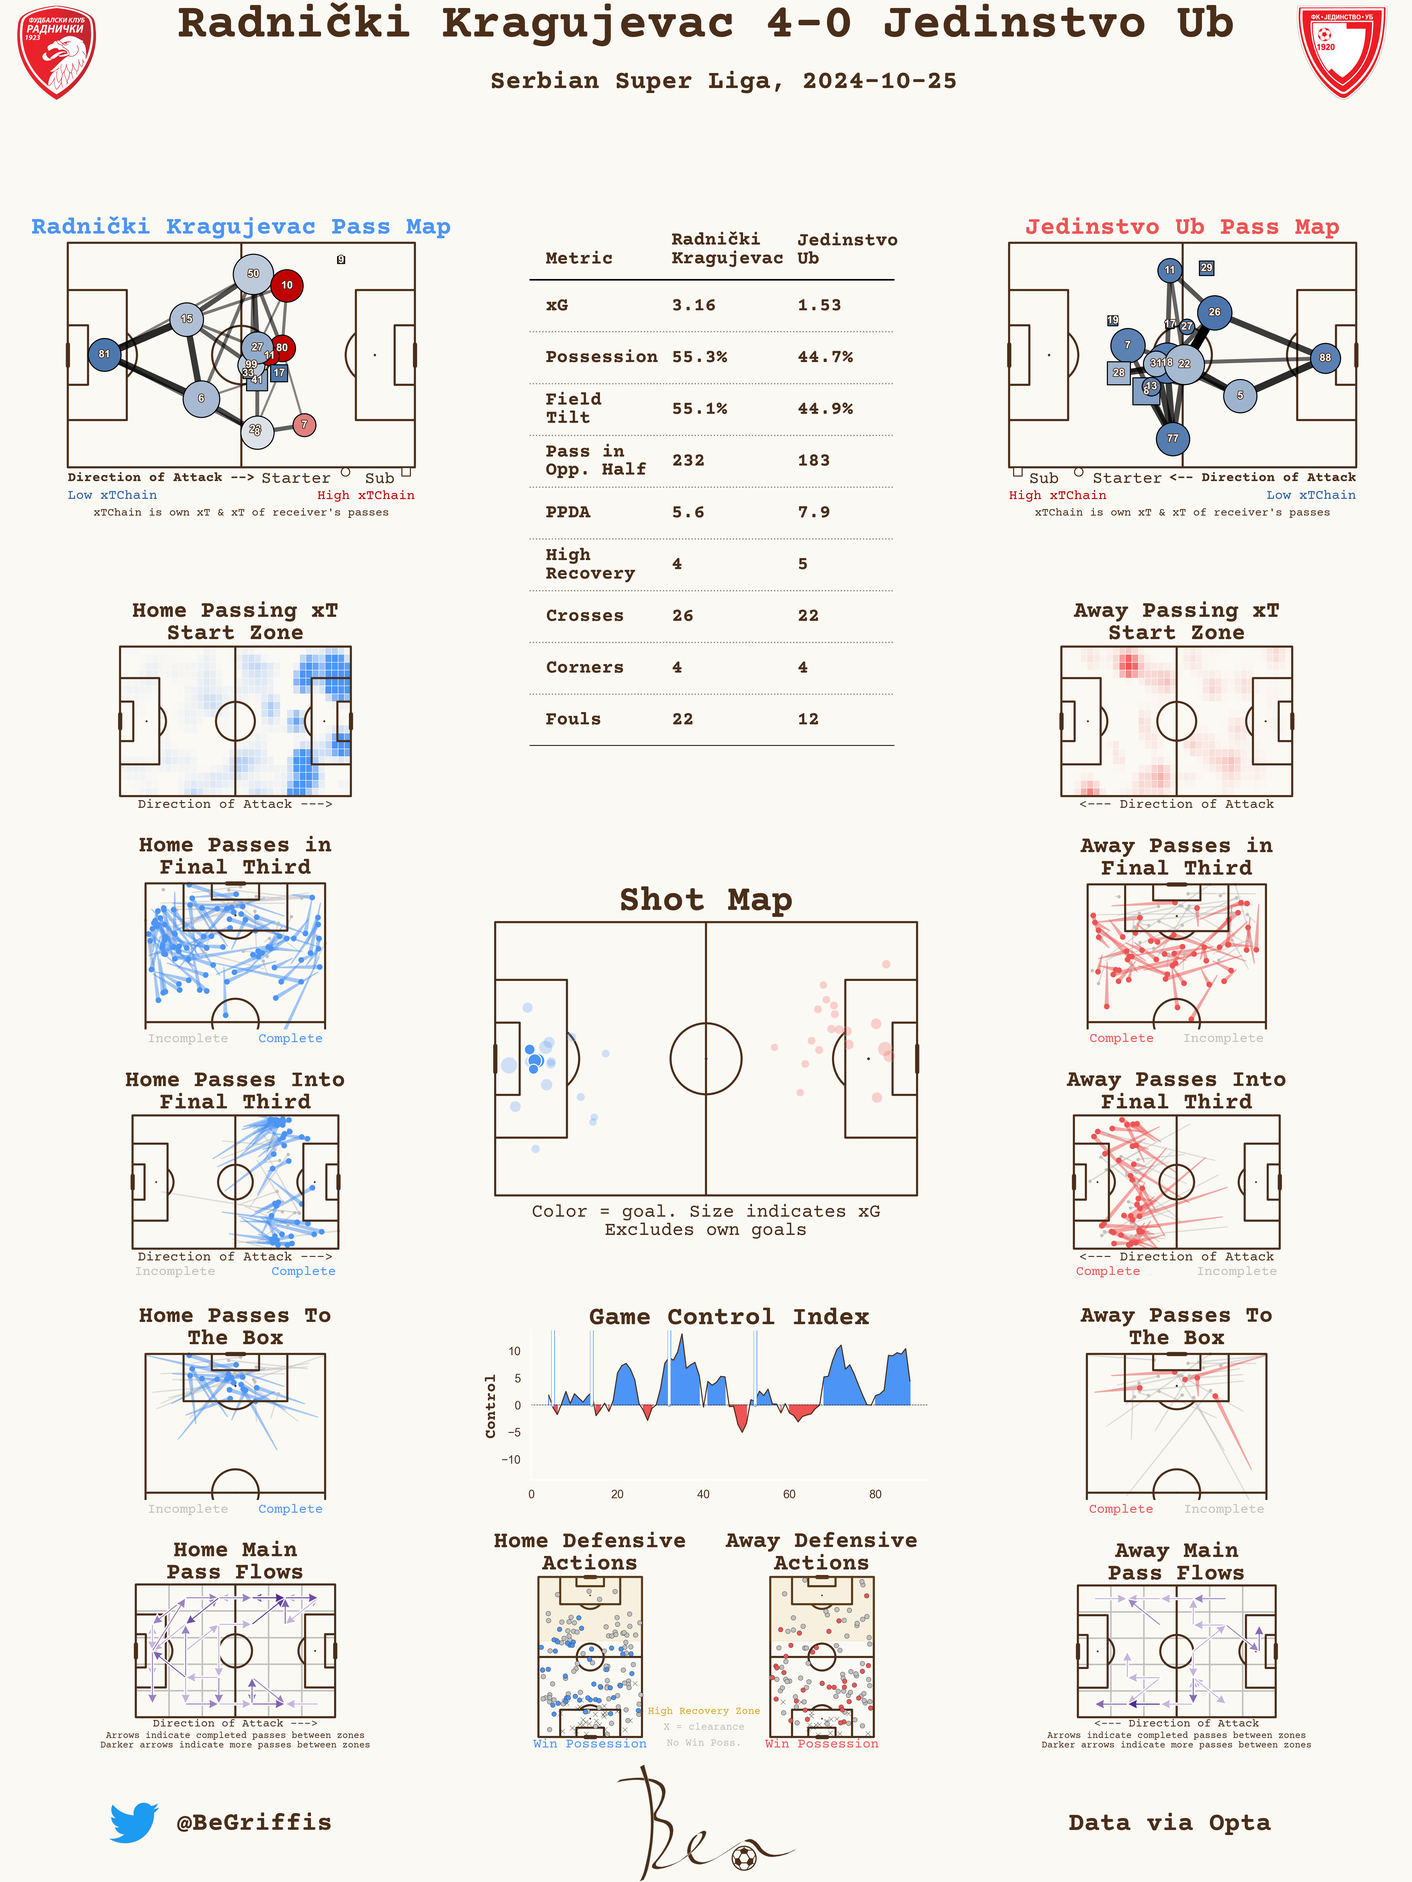 Radnički Kragujevac 4-0 Jedinstvo Ub
Serbian Super Liga, 2024-10-25
ФУДБАЛСКИ КЛУБ
РАДНИЧКИ
1923
ФК•ЈЕДИНСТВО•УБ
1920
Radnički Kragujevac Pass Map
9
50
10
15
27
80
81
11
99
33
41
17
6
8
7
Direction of Attack --> Starter Sub
Low xTChain High xTChain
xTChain is own xT & xT of receiver's passes
Metric Radnički Kragujevac Jedinstvo Ub
xG 3.16 1.53
Possession 55.3% 44.7%
Field Tilt 55.1% 44.9%
Pass in Opp. Half 232 183
PPDA 5.6 7.9
High Recovery 4 5
Crosses 26 22
Corners 4 4
Fouls 22 12
Jedinstvo Ub Pass Map
11
29
26
19
17
27
7
88
31
18
22
28
13
6
5
77
Sub Starter <-- Direction of Attack
High xTChain Low xTChain
xTChain is own xT & xT of receiver's passes
Home Passing xT
Start Zone
Direction of Attack --->
Away Passing xT
Start Zone
<--- Direction of Attack
Home Passes in
Final Third
Incomplete Complete
Away Passes in
Final Third
Complete Incomplete
Shot Map
Color = goal. Size indicates xG
Excludes own goals
Home Passes Into
Final Third
Direction of Attack --->
Incomplete Complete
Away Passes Into
Final Third
<--- Direction of Attack
Complete Incomplete
Home Passes To
The Box
Incomplete Complete
Game Control Index
Control
10
5
0
−5
−10
0 20 40 60 80
Away Passes To
The Box
Complete Incomplete
Home Main
Pass Flows
Direction of Attack --->
Arrows indicate completed passes between zones
Darker arrows indicate more passes between zones
Home Defensive
Actions
Win Possession
High Recovery Zone
X = clearance
No Win Poss.
Away Defensive
Actions
Win Possession
Away Main
Pass Flows
<--- Direction of Attack
Arrows indicate completed passes between zones
Darker arrows indicate more passes between zones
@BeGriffis
Ben
Data via Opta